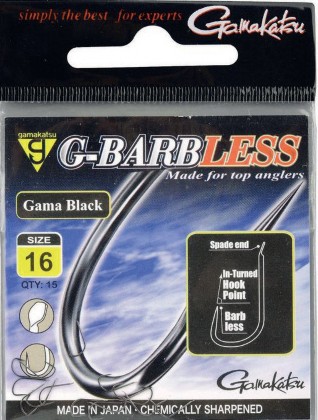 simply the best for experts
Gamakatsu
gamakatsu
g
G-BARBLESS
Made for top anglers
Gama Black
SIZE
16
QTY: 15
Spade end
In-Turned
Hook
Point
Barb
less
Gamakatsu
MADE IN JAPAN - CHEMICALLY SHARPENED